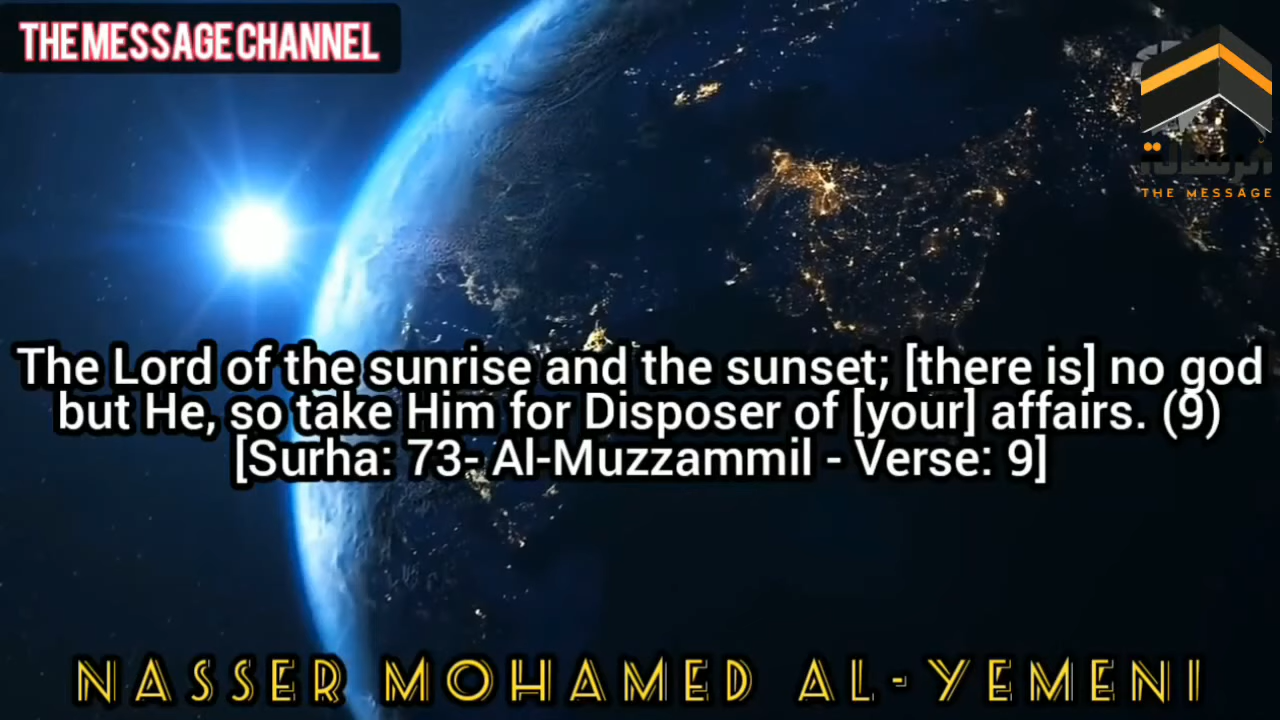 THE MESSAGE CHANNEL
THE MESSAGE
The Lord of the sunrise and the sunset; [there is] no god
but He, so take Him for Disposer of [your] affairs. (9)
[Surha: 73- Al-Muzzammil - Verse: 9]
NASSER MOHAMED AL-YEMENI